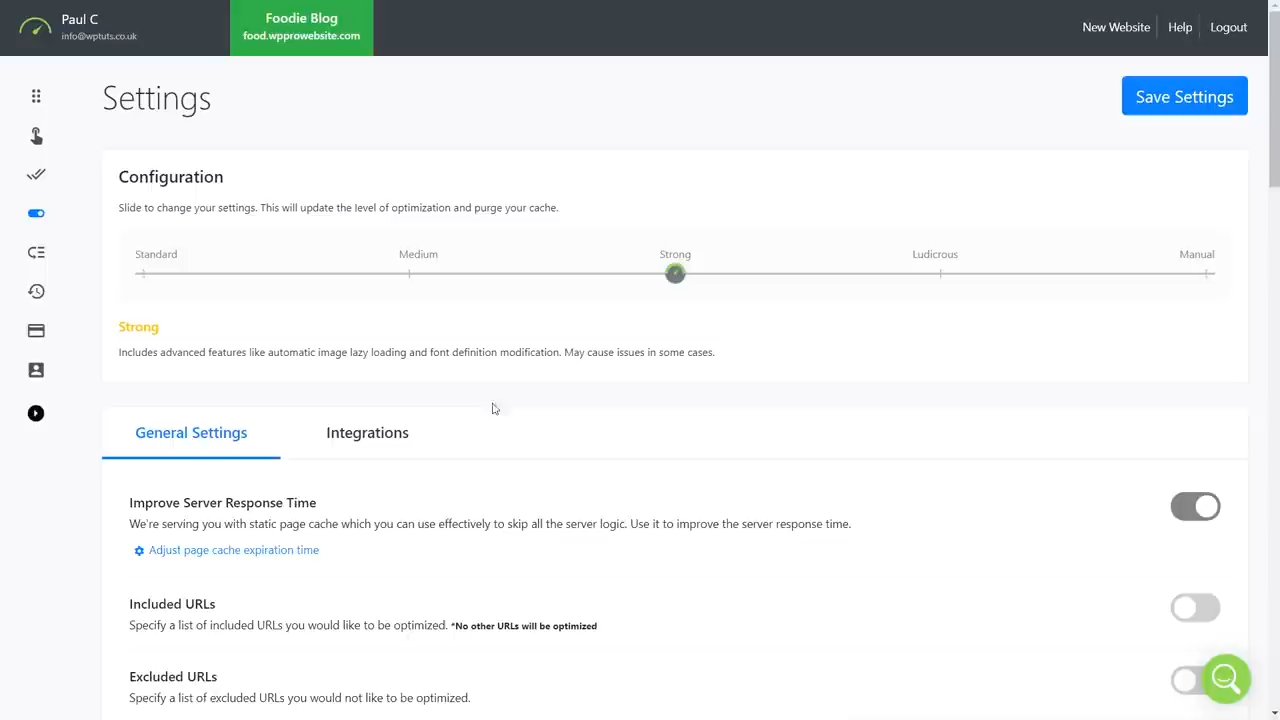 Paul C
info@wptuts.co.uk
Foodie Blog
food.wpprowebsite.com
New Website
Help
Logout
Settings
Save Settings
Configuration
Slide to change your settings. This will update the level of optimization and purge your cache.
Standard
Medium
Strong
Ludicrous
Manual
Strong
Includes advanced features like automatic image lazy loading and font definition modification. May cause issues in some cases.
General Settings
Integrations
Improve Server Response Time
We're serving you with static page cache which you can use effectively to skip all the server logic. Use it to improve the server response time.
Adjust page cache expiration time
Included URLs
Specify a list of included URLs you would like to be optimized. *No other URLs will be optimized
Excluded URLs
Specify a list of excluded URLs you would not like to be optimized.